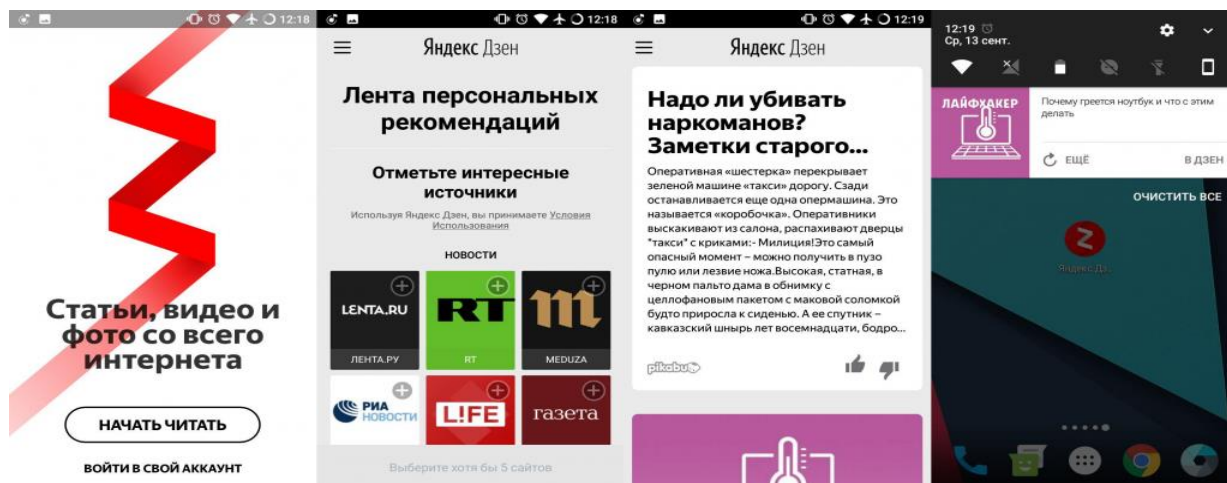 12:18
Статьи, видео и
фото со всего
интернета
НАЧАТЬ ЧИТАТЬ
ВОЙТИ В СВОЙ АККАУНТ
12:18
Яндекс Дзен
Лента персональных
рекомендаций
Отметьте интересные
источники
Используя Яндекс Дзен, вы принимаете Условия
Использования
НОВОСТИ
LENTA.RU
RT
m
ЛЕНТА.РУ
RT
MEDUZA
РИА
НОВОСТИ
L!FE
газета
Выберите хотя бы 5 сайтов
12:19
Яндекс Дзен
Надо ли убивать
наркоманов?
Заметки старого...
Оперативная «шестерка» перекрывает
зеленой машине «такси» дорогу. Сзади
останавливается еще одна опермашина. Это
называется «коробочка». Оперативники
выскакивают из салона, распахивают дверцы
"такси" с криками:- Милиция!Это самый
опасный момент – можно получить в пузо
пулю или лезвие ножа.Высокая, статная, в
черном пальто дама в обнимку с
целлофановым пакетом с маковой соломкой
будто приросла к сиденью. А ее спутник –
кавказский шнырь лет восемнадцати, бодро...
pikabu
12:19
Ср, 13 сент.
ЛАЙФХАКЕР
Почему греется ноутбук и что с этим
делать
ЕЩЁ
В ДЗЕН
ОЧИСТИТЬ ВСЕ
Яндекс.Дз..